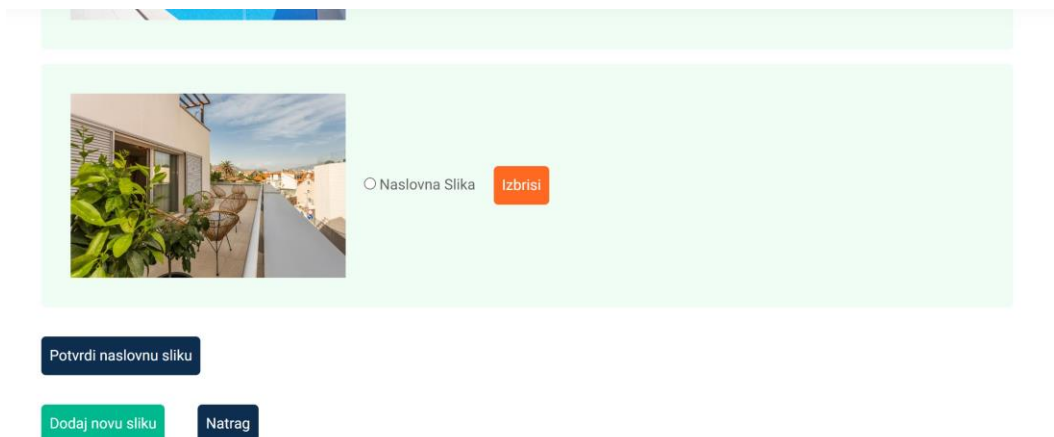 Naslovna Slika
Izbrisi
Potvrdi naslovnu sliku
Dodaj novu sliku
Natrag